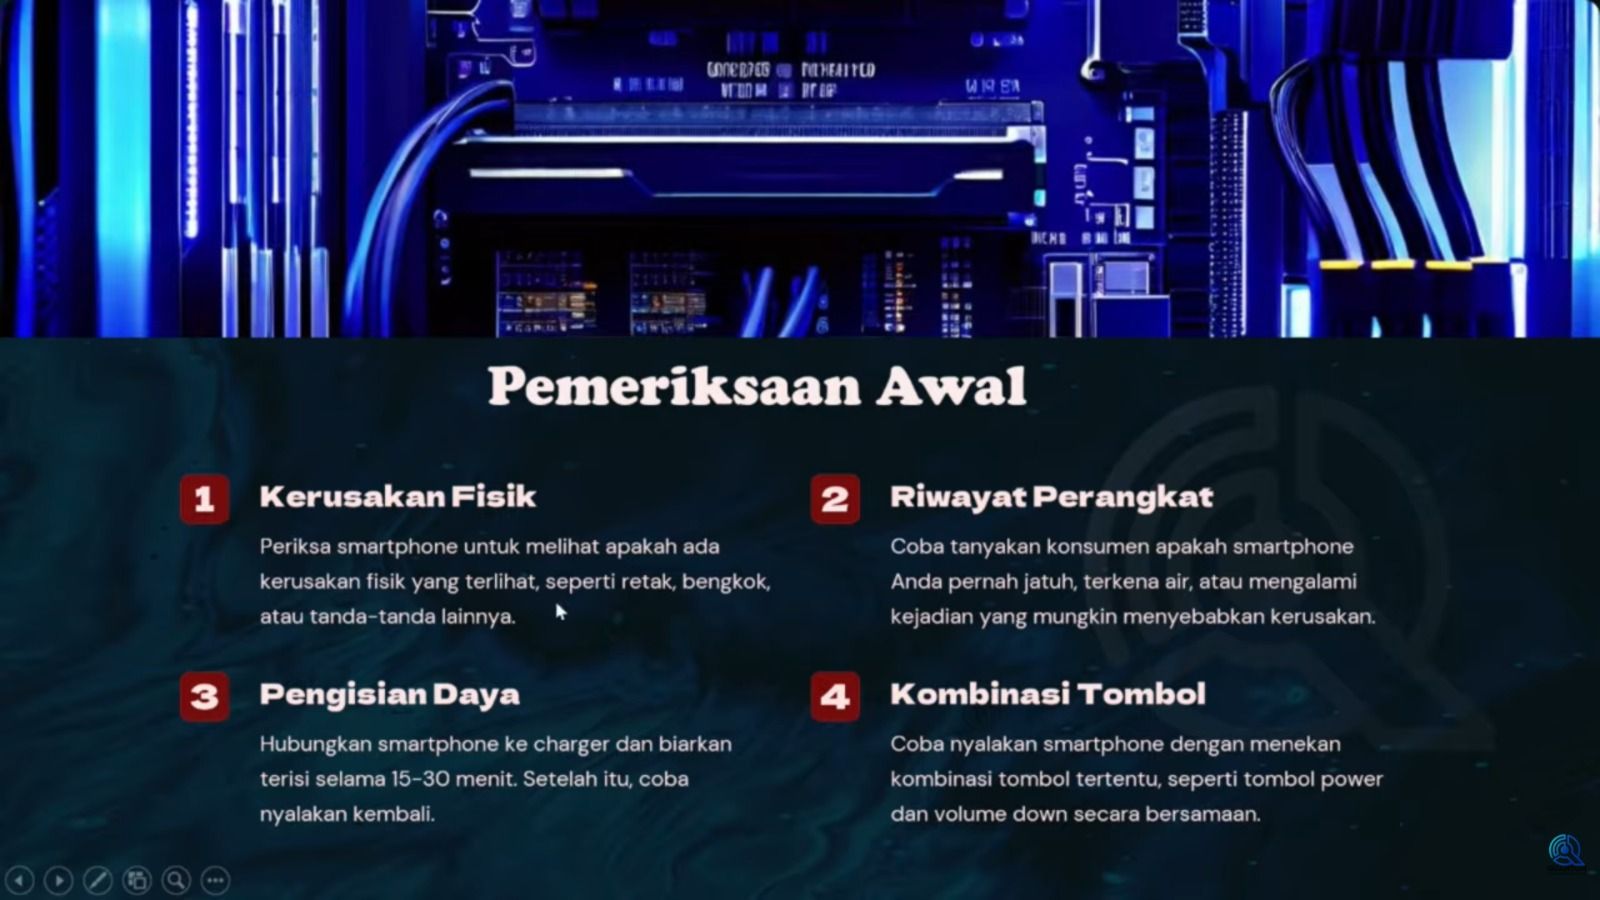 Pemeriksaan Awal
1
Kerusakan Fisik
Periksa smartphone untuk melihat apakah ada
kerusakan fisik yang terlihat, seperti retak, bengkok,
atau tanda-tanda lainnya.
2
Riwayat Perangkat
Coba tanyakan konsumen apakah smartphone
Anda pernah jatuh, terkena air, atau mengalami
kejadian yang mungkin menyebabkan kerusakan.
3
Pengisian Daya
Hubungkan smartphone ke charger dan biarkan
terisi selama 15-30 menit. Setelah itu, coba
nyalakan kembali.
4
Kombinasi Tombol
Coba nyalakan smartphone dengan menekan
kombinasi tombol tertentu, seperti tombol power
dan volume down secara bersamaan.